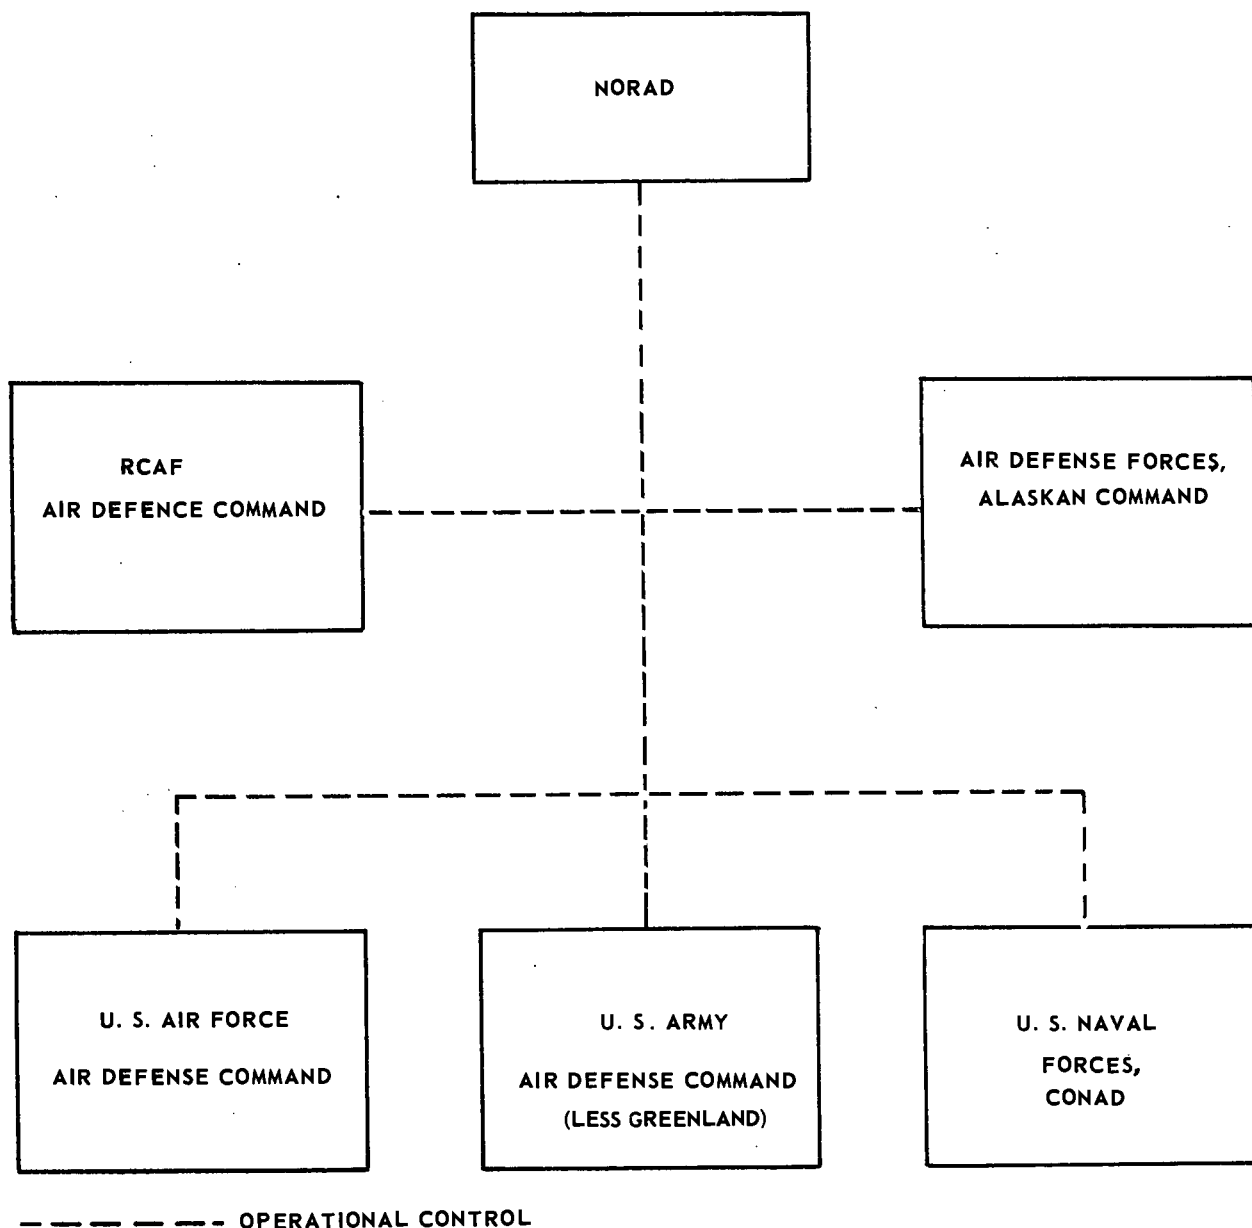 NORAD
RCAF
AIR DEFENCE COMMAND
AIR DEFENSE FORCES,
ALASKAN COMMAND
U. S. AIR FORCE
AIR DEFENSE COMMAND
U. S. ARMY
AIR DEFENSE COMMAND
(LESS GREENLAND)
U. S. NAVAL
FORCES,
CONAD
OPERATIONAL CONTROL